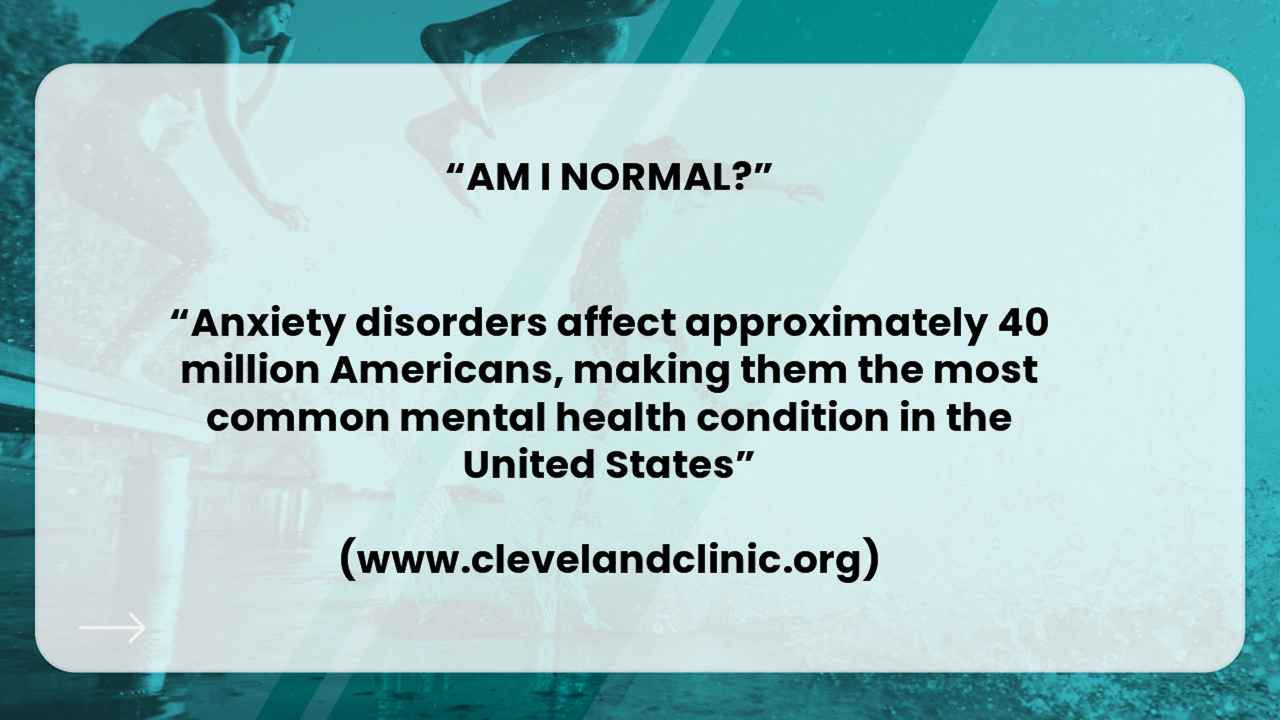 “AM I NORMAL?”
“Anxiety disorders affect approximately 40
million Americans, making them the most
common mental health condition in the
United States”
(www.clevelandclinic.org)